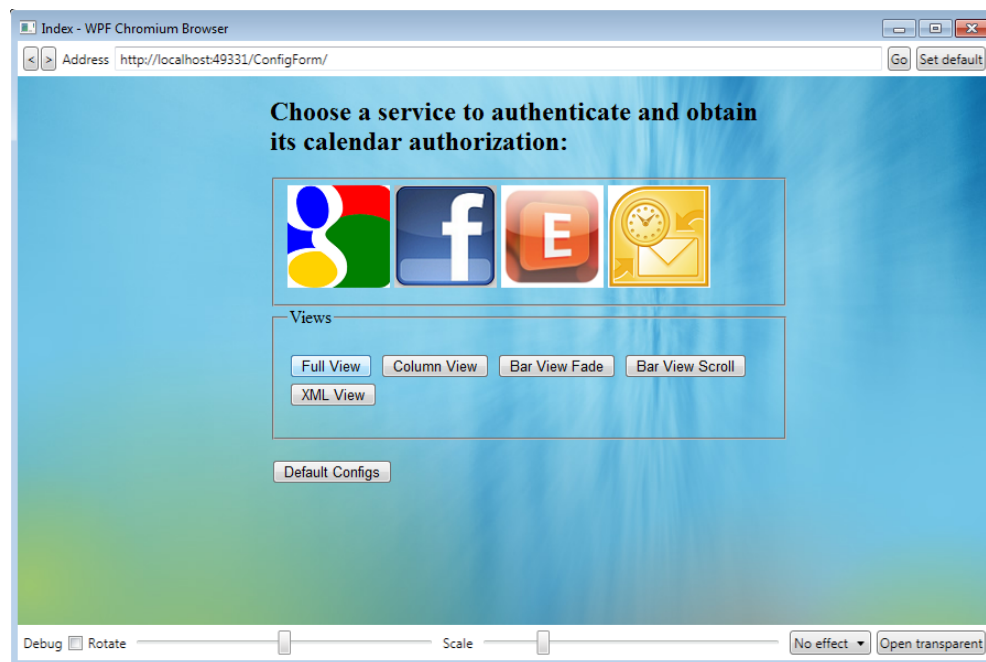 Index - WPF Chromium Browser
< > Address http://localhost:49331/ConfigForm/ Go Set default
Choose a service to authenticate and obtain
its calendar authorization:
f E
Views
Full View Column View Bar View Fade Bar View Scroll
XML View
Default Configs
Debug Rotate Scale No effect Open transparent